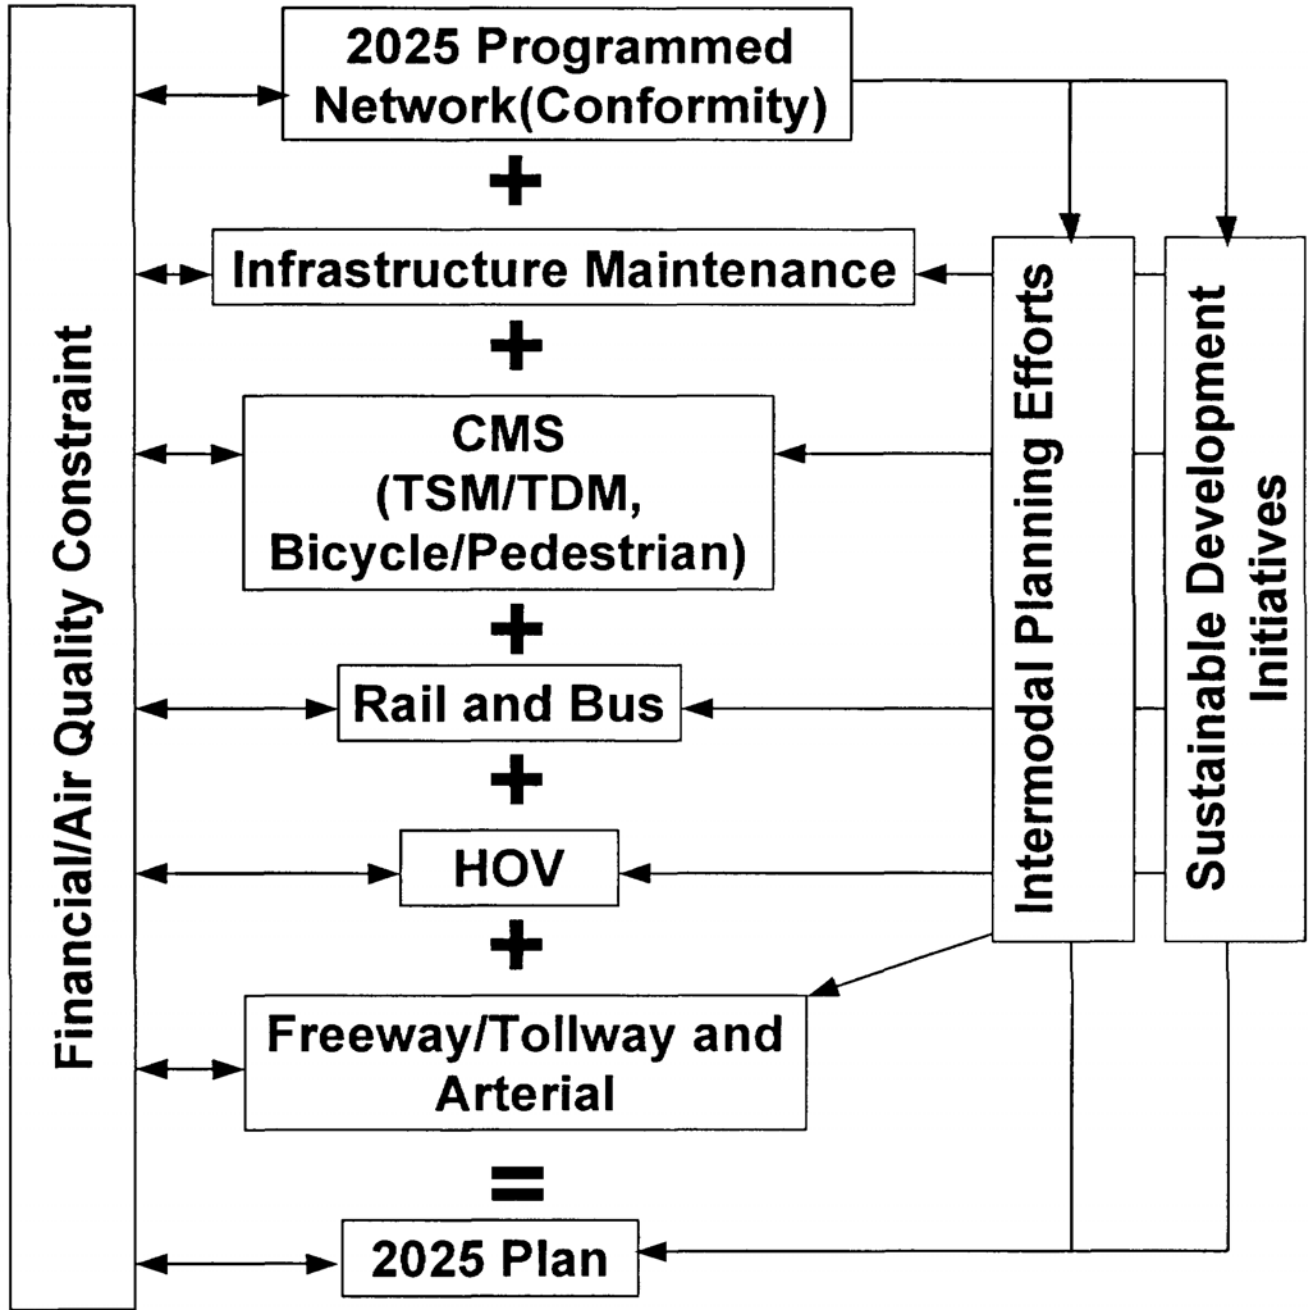 2025 Programmed
Network(Conformity)
+
Infrastructure Maintenance
+
CMS
(TSM/TDM,
Bicycle/Pedestrian)
+
Rail and Bus
+
HOV
+
Freeway/Tollway and
Arterial
=
2025 Plan
Financial/Air Quality Constraint
Intermodal Planning Efforts
Sustainable Development
Initiatives